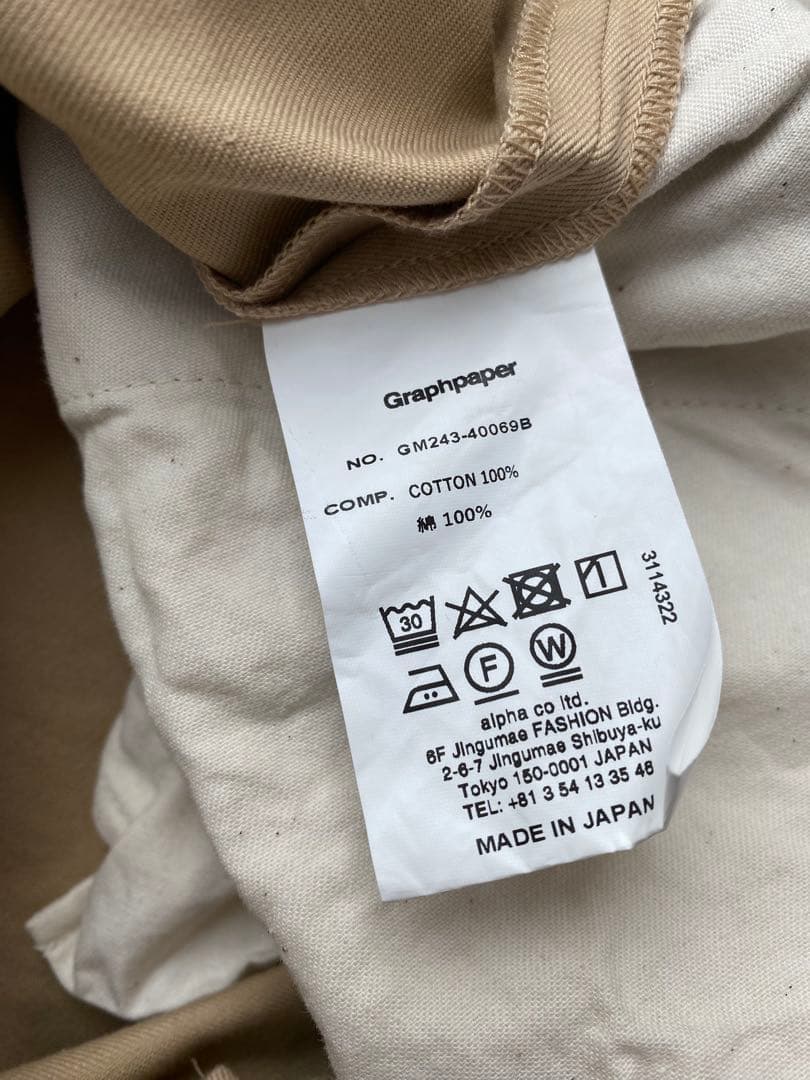 Graphpaper
NO. GM243-40069B
COMP. COTTON 100%
綿 100%
30
3114322
F W
alpha co ltd.
6F Jingumae FASHION Bldg.
2-6-7 Jingumae Shibuya-ku
Tokyo 150-0001 JAPAN
TEL: +81 3 54 13 35 46
MADE IN JAPAN